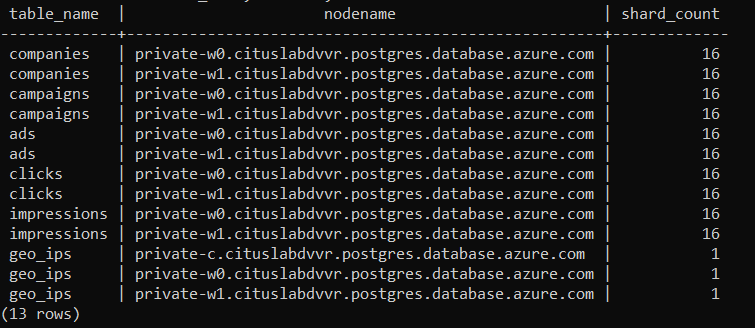 table_name | nodename | shard_count
-------------+----------------------------------------------------+-------------
companies | private-w0.cituslabdvvr.postgres.database.azure.com | 16
companies | private-w1.cituslabdvvr.postgres.database.azure.com | 16
campaigns | private-w0.cituslabdvvr.postgres.database.azure.com | 16
campaigns | private-w1.cituslabdvvr.postgres.database.azure.com | 16
ads | private-w0.cituslabdvvr.postgres.database.azure.com | 16
ads | private-w1.cituslabdvvr.postgres.database.azure.com | 16
clicks | private-w0.cituslabdvvr.postgres.database.azure.com | 16
clicks | private-w1.cituslabdvvr.postgres.database.azure.com | 16
impressions | private-w0.cituslabdvvr.postgres.database.azure.com | 16
impressions | private-w1.cituslabdvvr.postgres.database.azure.com | 16
geo_ips | private-c.cituslabdvvr.postgres.database.azure.com | 1
geo_ips | private-w0.cituslabdvvr.postgres.database.azure.com | 1
geo_ips | private-w1.cituslabdvvr.postgres.database.azure.com | 1
(13 rows)